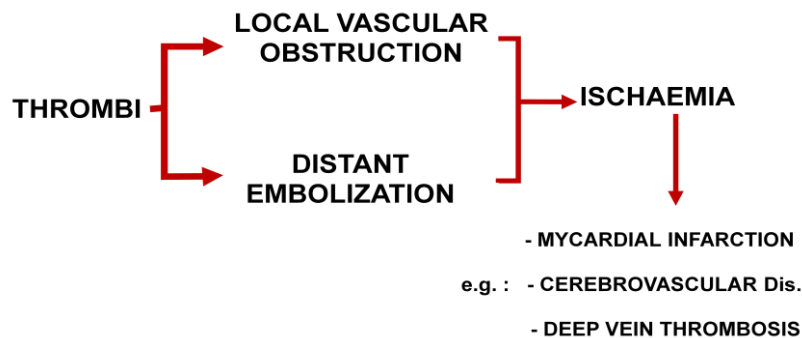 LOCAL VASCULAR
OBSTRUCTION
THROMBI
ISCHAEMIA
DISTANT
EMBOLIZATION
- MYCARDIAL INFARCTION
e.g. : - CEREBROVASCULAR Dis.
- DEEP VEIN THROMBOSIS